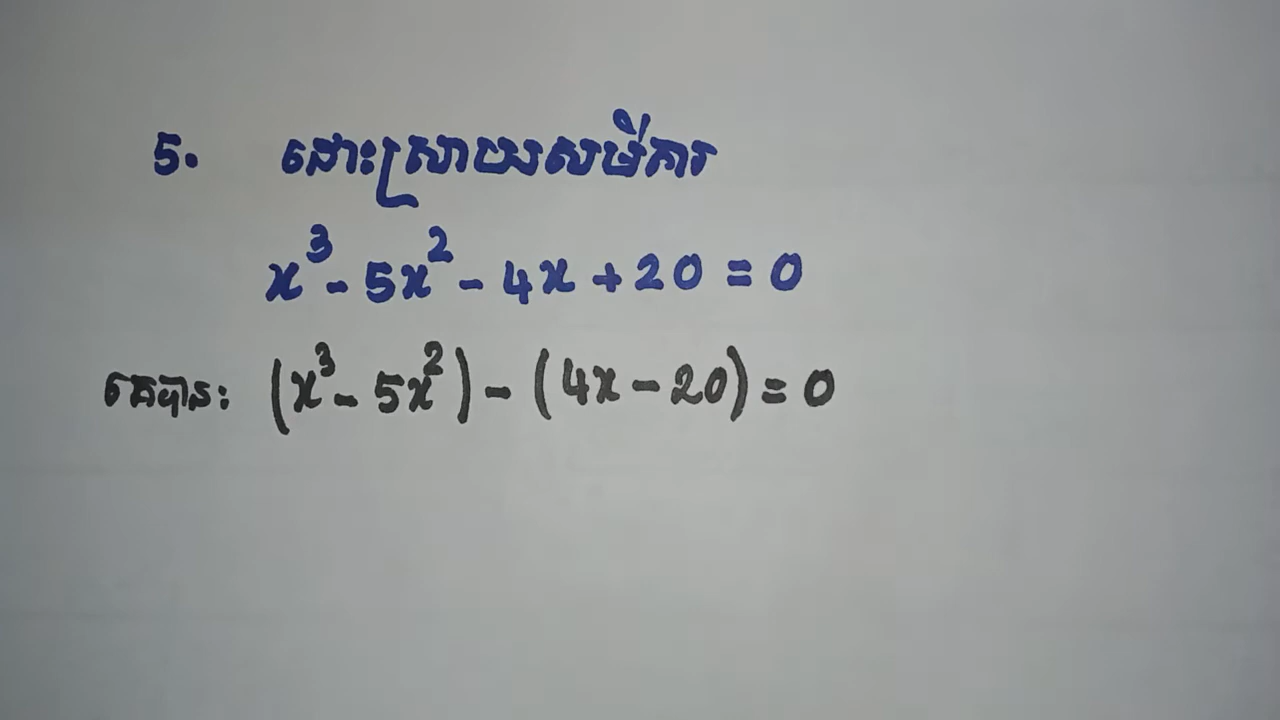 5. ដោះស្រាយសមីការ
x³ - 5x² - 4x + 20 = 0
គេបាន: (x³ - 5x²) - (4x - 20) = 0